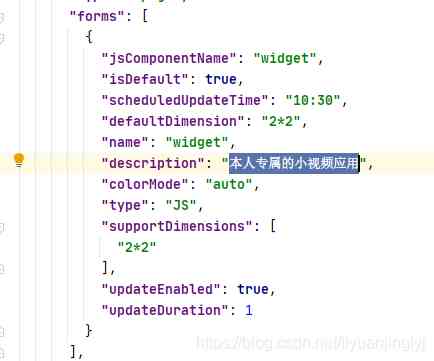 "forms": [
{
"jsComponentName": "widget",
"isDefault": true,
"scheduledUpdateTime": "10:30",
"defaultDimension": "2*2",
"name": "widget",
"description": "本人专属的小视频应用",
"colorMode": "auto",
"type": "JS",
"supportDimensions": [
"2*2"
],
"updateEnabled": true,
"updateDuration": 1
}
],
https://blog.csdn.net/liyuanjinglyj